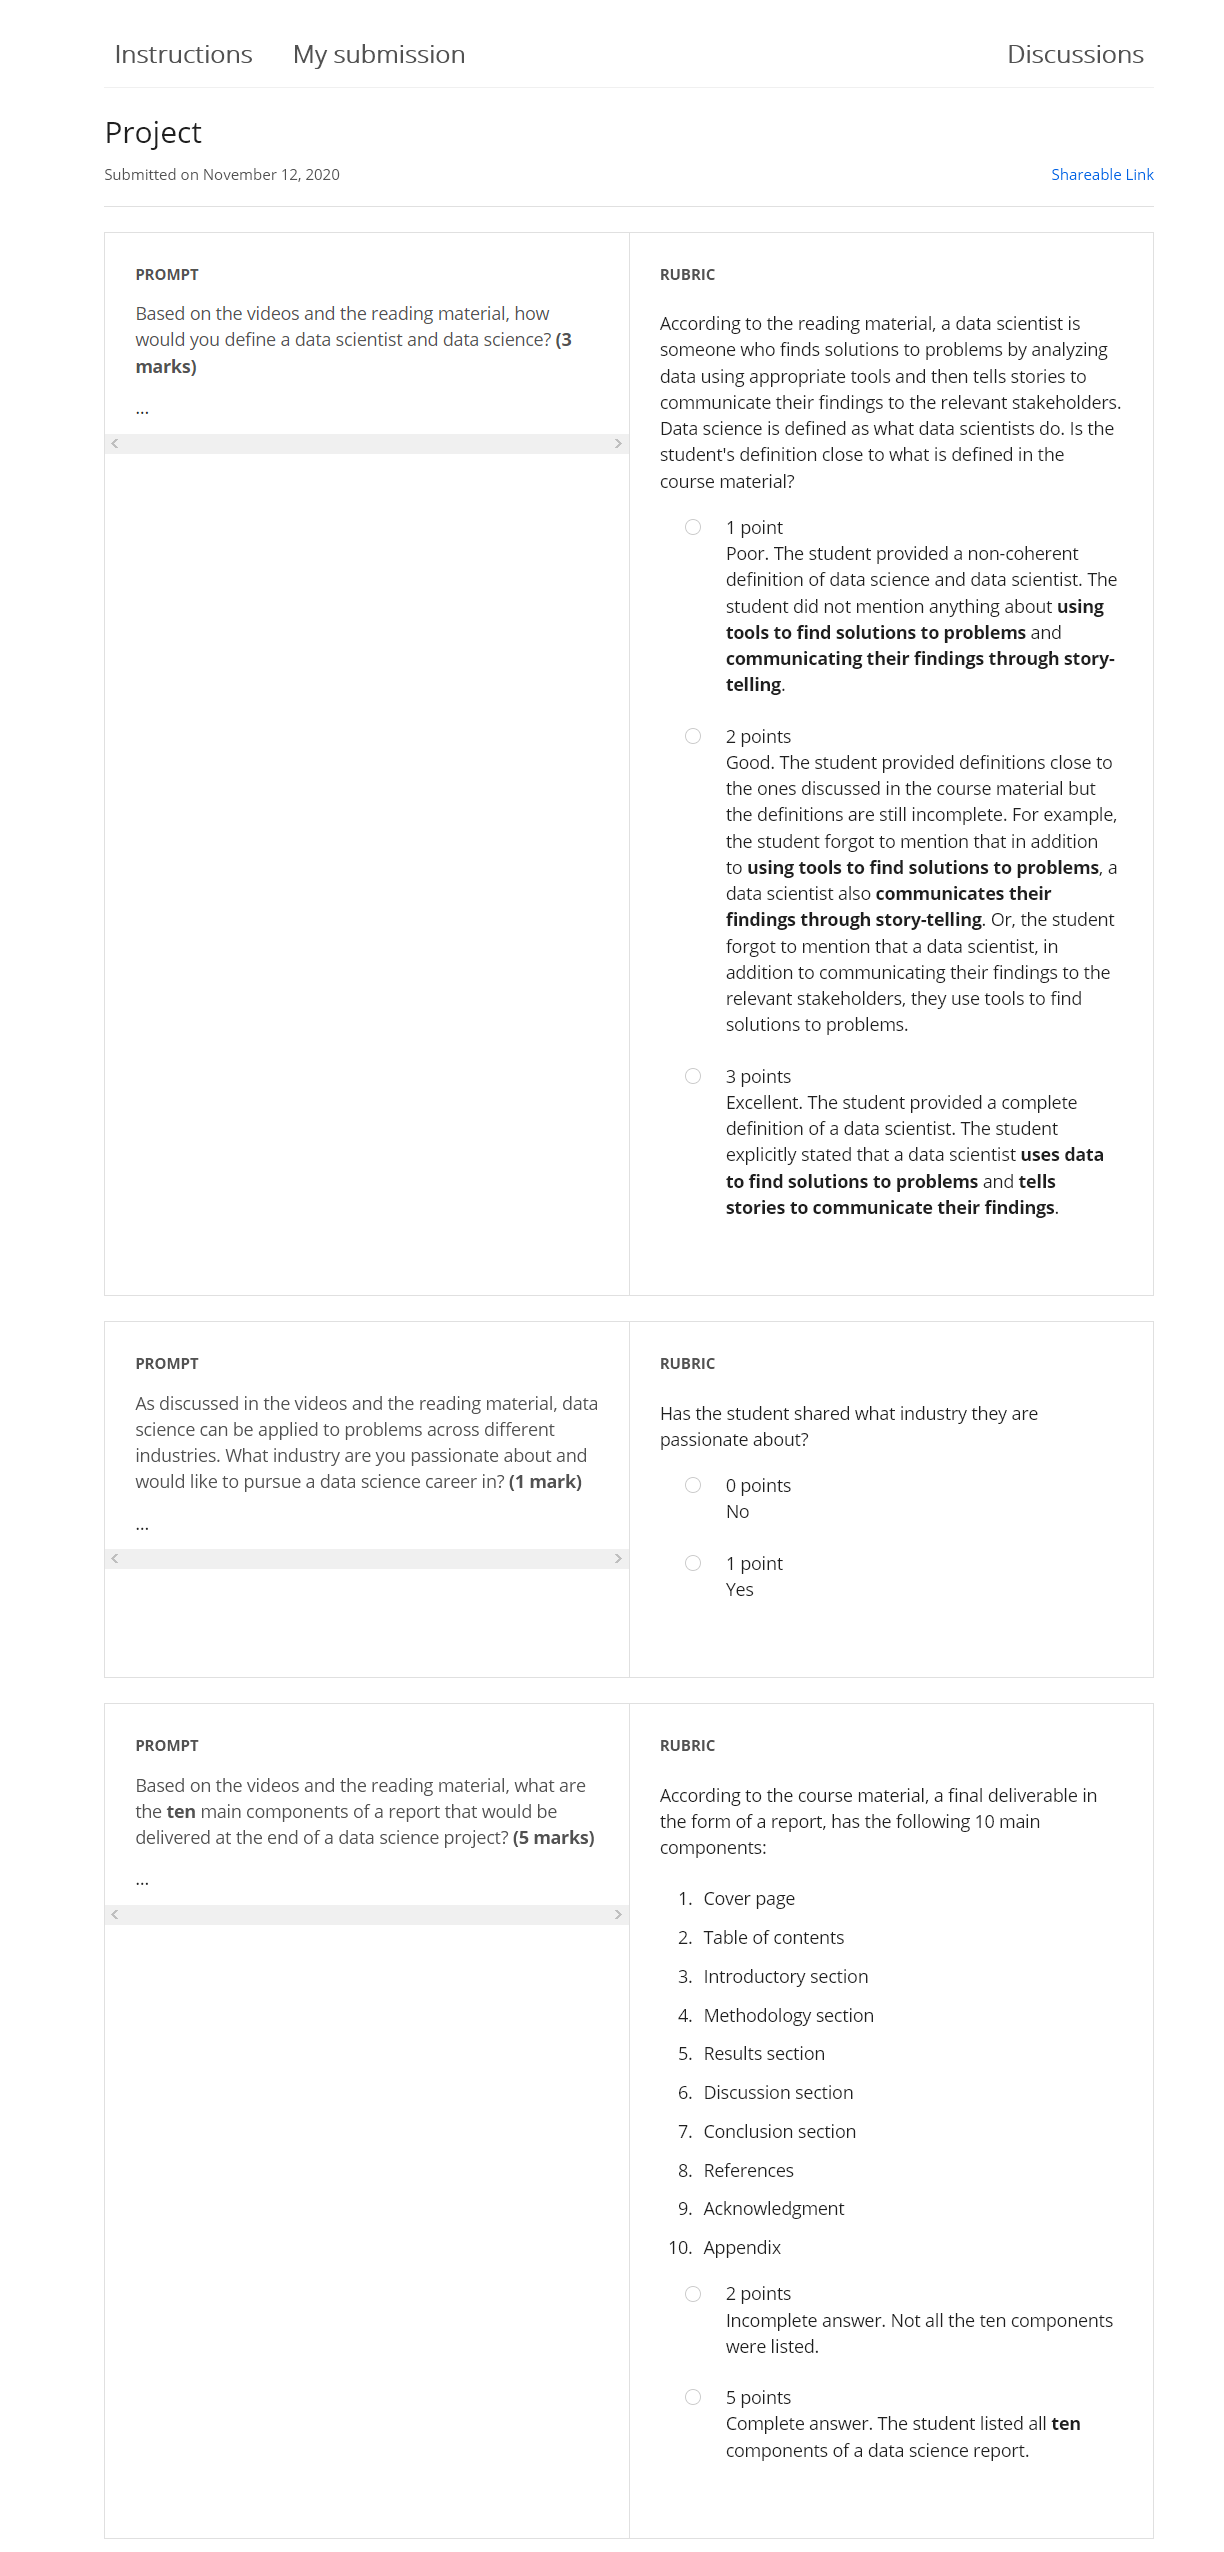 Instructions My submission Discussions
Project
Submitted on November 12, 2020 Shareable Link
PROMPT
Based on the videos and the reading material, how
would you define a data scientist and data science? (3
marks)
...
RUBRIC
According to the reading material, a data scientist is
someone who finds solutions to problems by analyzing
data using appropriate tools and then tells stories to
communicate their findings to the relevant stakeholders.
Data science is defined as what data scientists do. Is the
student's definition close to what is defined in the
course material?
1 point
Poor. The student provided a non-coherent
definition of data science and data scientist. The
student did not mention anything about using
tools to find solutions to problems and
communicating their findings through story-
telling.
2 points
Good. The student provided definitions close to
the ones discussed in the course material but
the definitions are still incomplete. For example,
the student forgot to mention that in addition
to using tools to find solutions to problems, a
data scientist also communicates their
findings through story-telling. Or, the student
forgot to mention that a data scientist, in
addition to communicating their findings to the
relevant stakeholders, they use tools to find
solutions to problems.
3 points
Excellent. The student provided a complete
definition of a data scientist. The student
explicitly stated that a data scientist uses data
to find solutions to problems and tells
stories to communicate their findings.
PROMPT
As discussed in the videos and the reading material, data
science can be applied to problems across different
industries. What industry are you passionate about and
would like to pursue a data science career in? (1 mark)
...
RUBRIC
Has the student shared what industry they are
passionate about?
0 points
No
1 point
Yes
PROMPT
Based on the videos and the reading material, what are
the ten main components of a report that would be
delivered at the end of a data science project? (5 marks)
...
RUBRIC
According to the course material, a final deliverable in
the form of a report, has the following 10 main
components:
1. Cover page
2. Table of contents
3. Introductory section
4. Methodology section
5. Results section
6. Discussion section
7. Conclusion section
8. References
9. Acknowledgment
10. Appendix
2 points
Incomplete answer. Not all the ten components
were listed.
5 points
Complete answer. The student listed all ten
components of a data science report.